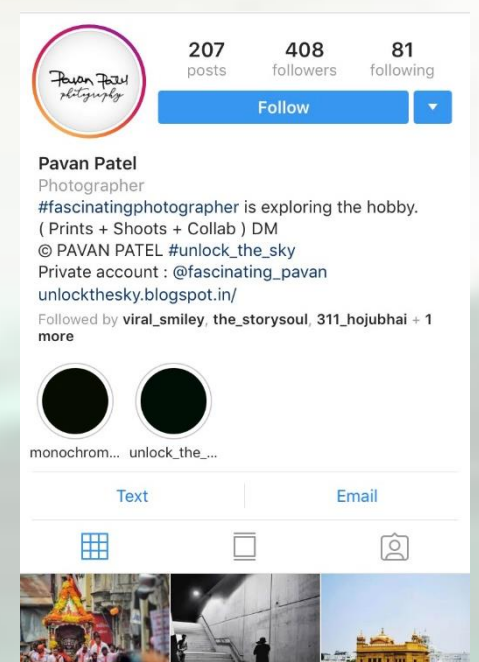 Pavan Patel
photography
207 408 81
posts followers following
Follow
Pavan Patel
Photographer
#fascinatingphotographer is exploring the hobby.
( Prints + Shoots + Collab ) DM
© PAVAN PATEL #unlock_the_sky
Private account : @fascinating_pavan
unlockthesky.blogspot.in/
Followed by viral_smiley, the_storysoul, 311_hojubhai + 1
more
monochrom... unlock_the_...
Text Email